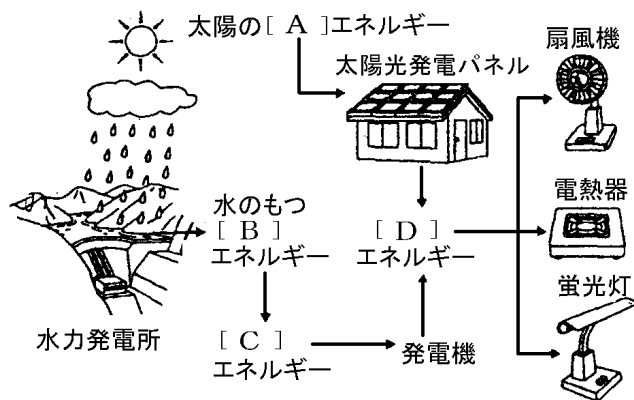 太陽の[ A ]エネルギー
扇風機
太陽光発電パネル
電熱器
水のもつ
[ B ]
エネルギー
[ D ]
エネルギー
蛍光灯
水力発電所
[ C ]
エネルギー
発電機